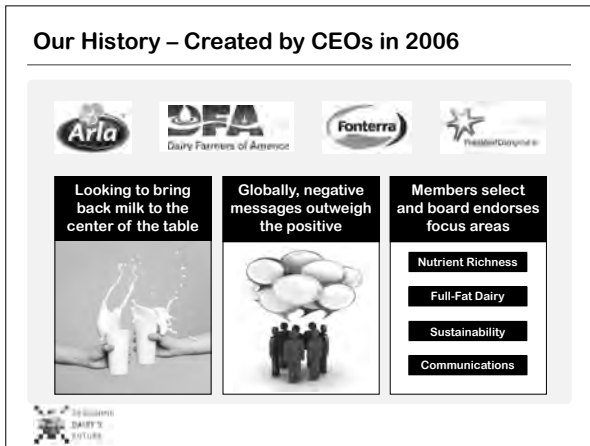 Our History – Created by CEOs in 2006
Arla
DFA
Dairy Farmers of America
Fonterra
Looking to bring
back milk to the
center of the table
Globally, negative
messages outweigh
the positive
Members select
and board endorses
focus areas
Nutrient Richness
Full-Fat Dairy
Sustainability
Communications
DAIRY'S
FUTURE